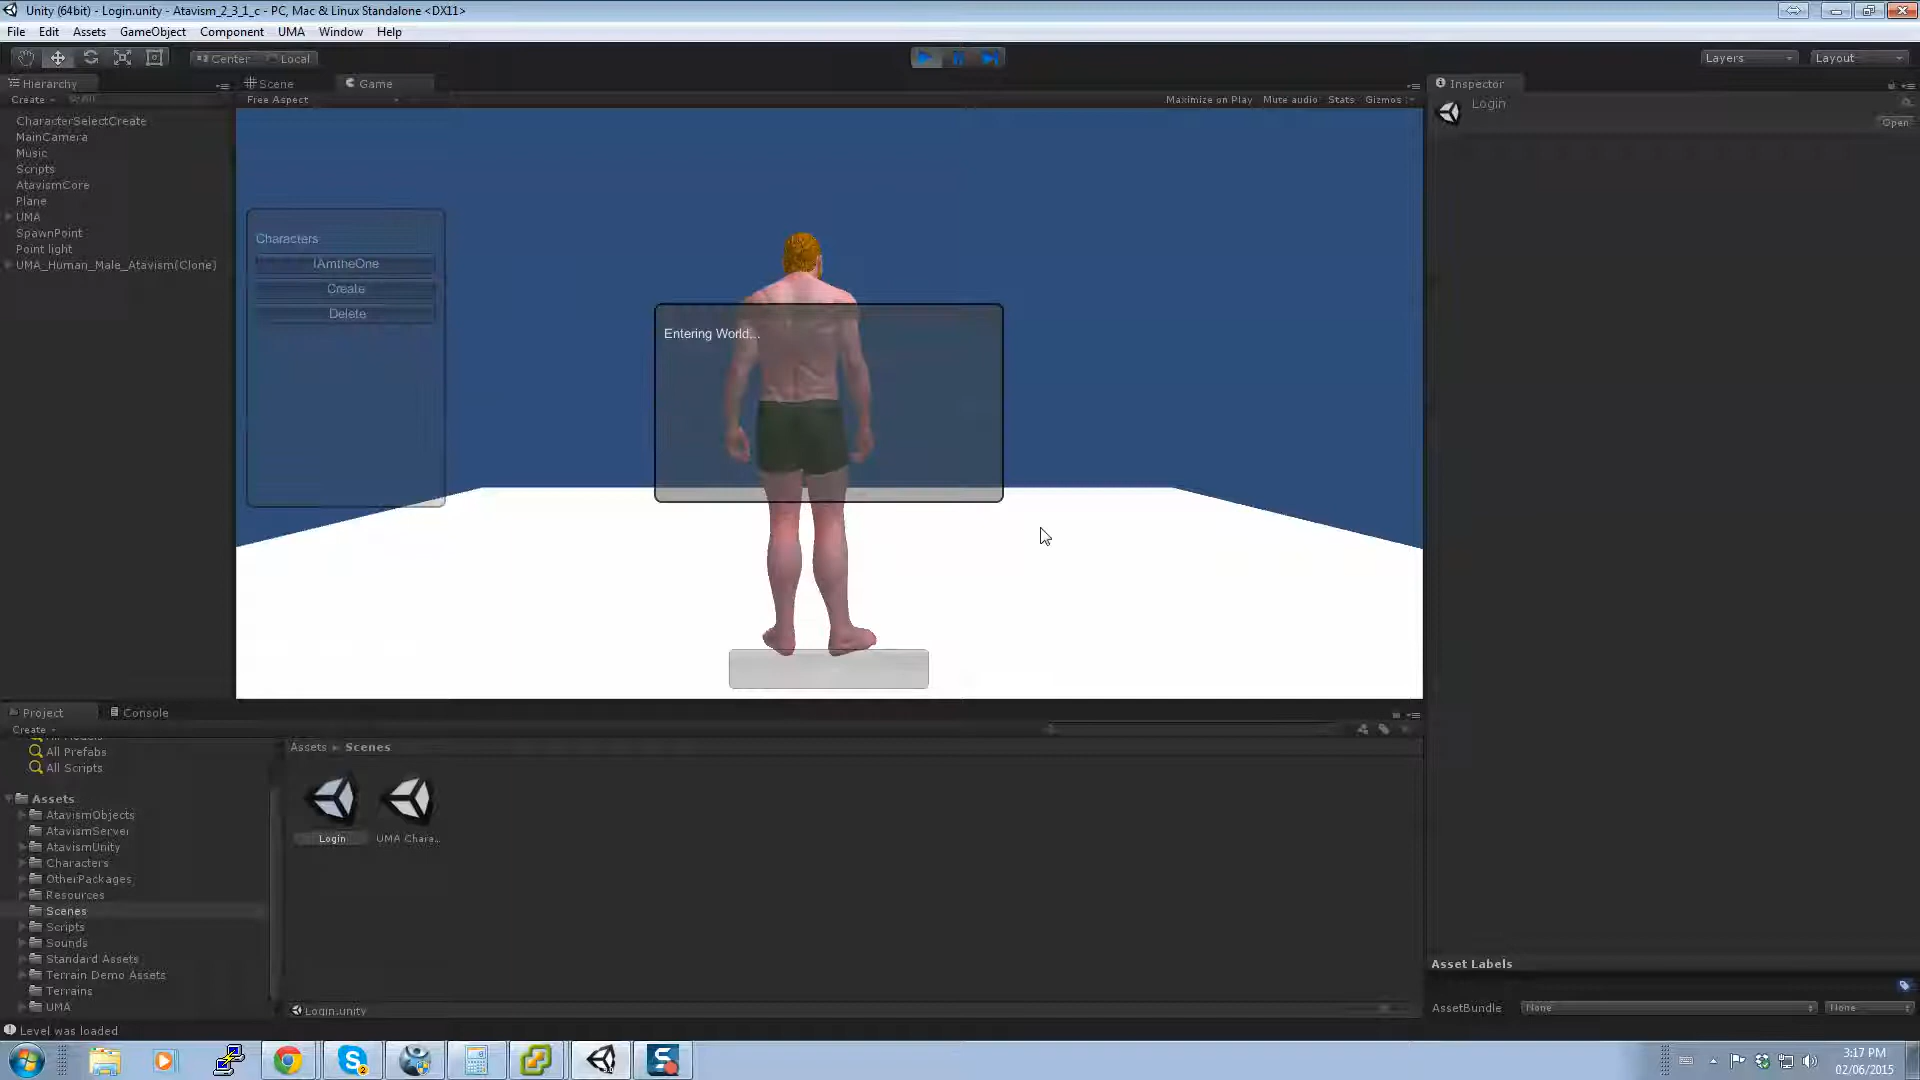 Unity (64bit) - Login.unity - Atavism_2_3_1_c - PC, Mac & Linux Standalone <DX11>
File Edit Assets GameObject Component UMA Window Help
Center Local
Layers Layout
Hierarchy
Create
Scene Game
Free Aspect
Maximize on Play Mute audio Stats Gizmos
Inspector
Login
Open
CharacterSelectCreate
MainCamera
Music
Scripts
AtavismCore
Plane
UMA
SpawnPoint
Point light
UMA_Human_Male_Atavism(Clone)
Characters
IAmtheOne
Create
Delete
Entering World...
Project Console
Create
All Prefabs
All Scripts
Assets
AtavismObjects
AtavismServer
AtavismUnity
Characters
OtherPackages
Resources
Scenes
Scripts
Sounds
Standard Assets
Terrain Demo Assets
Terrains
UMA
Assets Scenes
Login UMA Chara...
Login.unity
Asset Labels
AssetBundle None None
Level was loaded
3:17 PM
02/06/2015